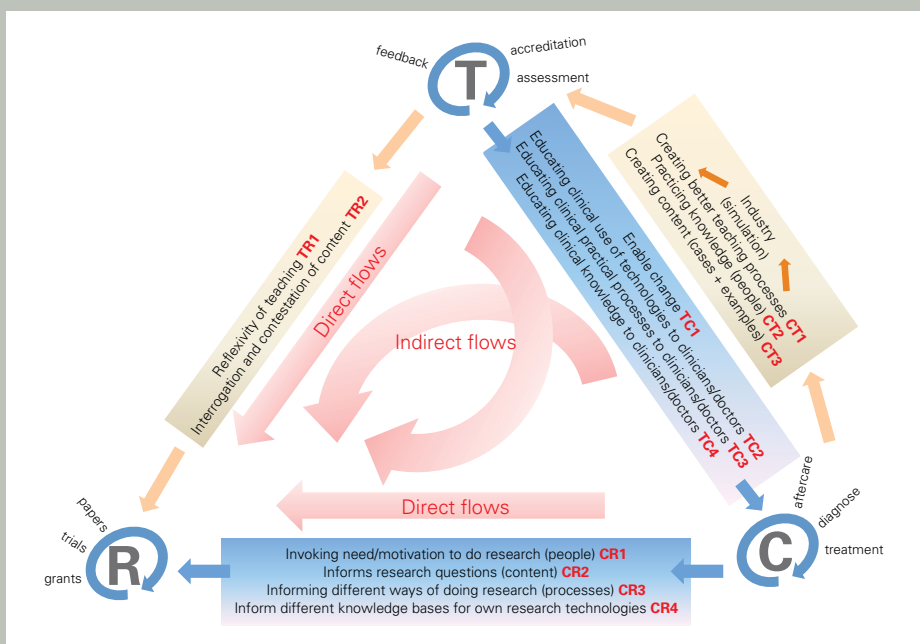 feedback
T
accreditation
assessment
Reflexivity of teaching TR1
Interrogation and contestation of content TR2
Direct flows
Indirect flows
Enable change TC1
Educating clinical use of technologies to clinicians/doctors TC2
Educating clinical practical processes to clinicians/doctors TC3
Educating clinical knowledge to clinicians/doctors TC4
Industry
(simulation)
Creating better teaching processes CT1
Practicing knowledge (people) CT2
Creating content (cases + examples) CT3
Direct flows
papers
trials
grants
R
Invoking need/motivation to do research (people) CR1
Informs research questions (content) CR2
Informing different ways of doing research (processes) CR3
Inform different knowledge bases for own research technologies CR4
C
aftercare
diagnose
treatment